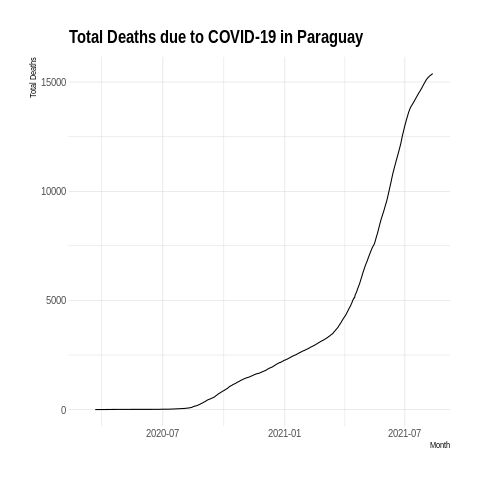 Total Deaths due to COVID-19 in Paraguay
Total Deaths
15000
10000
5000
0
2020-07 2021-01 2021-07
Month